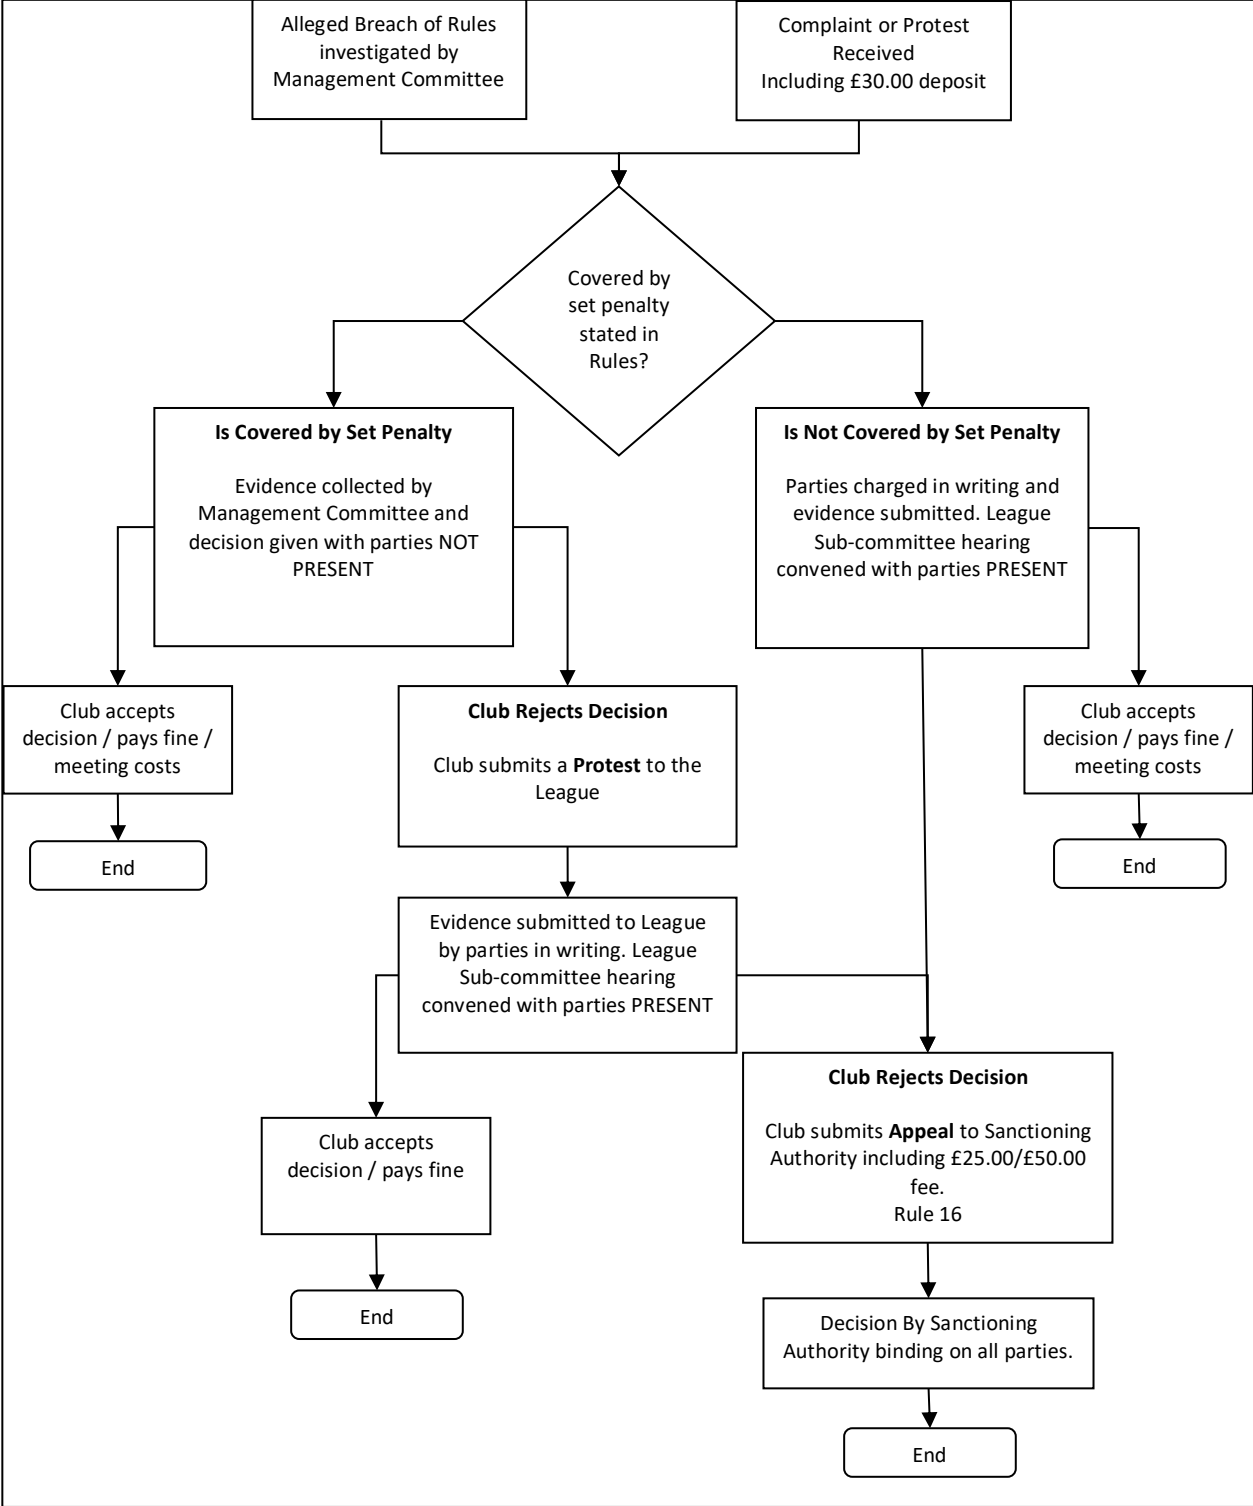 Alleged Breach of Rules
investigated by
Management Committee
Complaint or Protest
Received
Including £30.00 deposit
Covered by
set penalty
stated in
Rules?
Is Covered by Set Penalty
Evidence collected by
Management Committee and
decision given with parties NOT
PRESENT
Is Not Covered by Set Penalty
Parties charged in writing and
evidence submitted. League
Sub-committee hearing
convened with parties PRESENT
Club accepts
decision / pays fine /
meeting costs
Club Rejects Decision
Club submits a Protest to the
League
Club accepts
decision / pays fine /
meeting costs
End
End
Evidence submitted to League
by parties in writing. League
Sub-committee hearing
convened with parties PRESENT
Club Rejects Decision
Club submits Appeal to Sanctioning
Authority including £25.00/£50.00
fee.
Rule 16
Club accepts
decision / pays fine
End
Decision By Sanctioning
Authority binding on all parties.
End